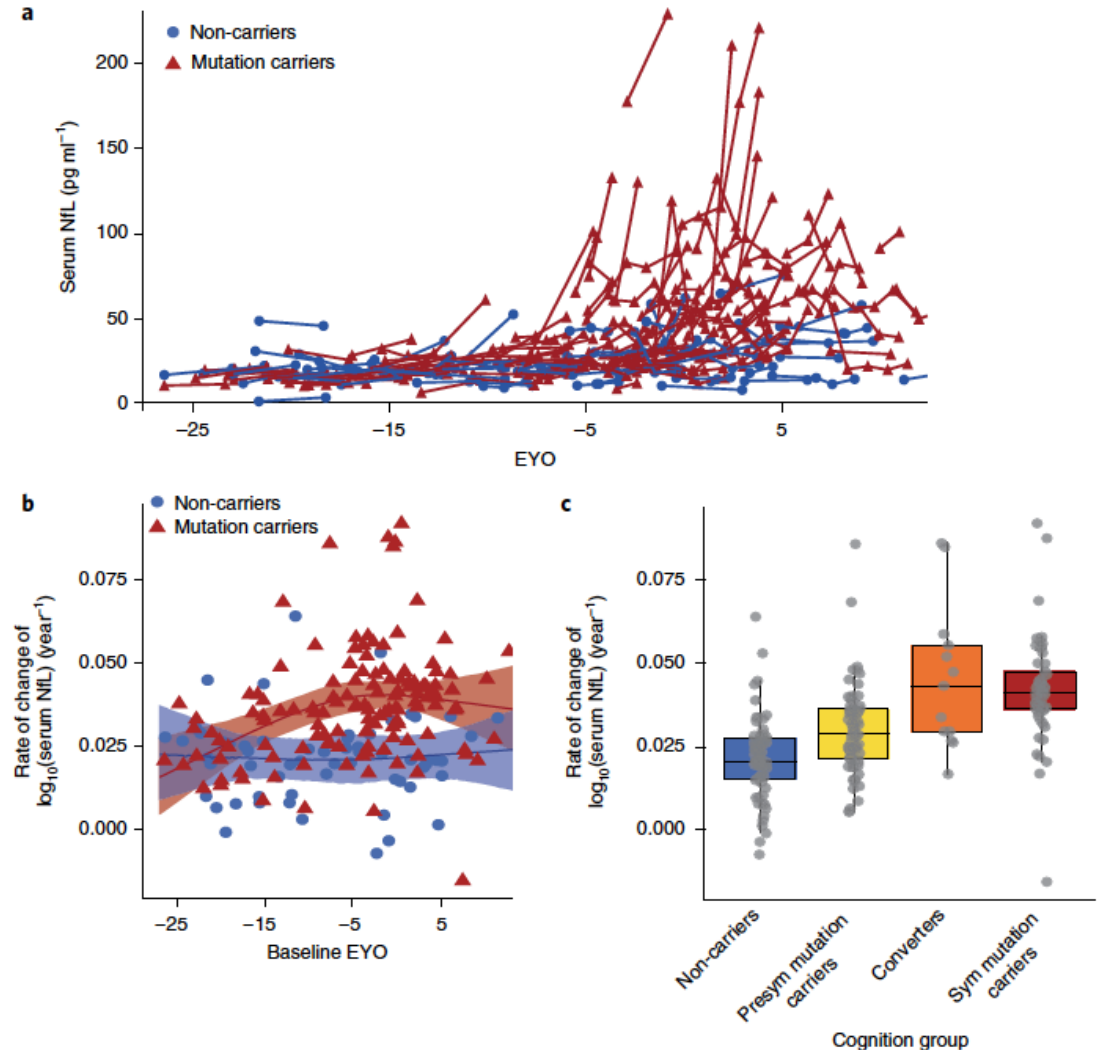 a
Non-carriers
Mutation carriers
200
150
100
50
0
Serum NfL (pg ml⁻¹)
−25
−15
−5
5
EYO
b
Non-carriers
Mutation carriers
0.075
0.050
0.025
0.000
Rate of change of
log₁₀(serum NfL) (year⁻¹)
−25
−15
−5
5
Baseline EYO
c
0.075
0.050
0.025
0.000
Rate of change of
log₁₀(serum NfL) (year⁻¹)
Non-carriers
Presym mutation
carriers
Converters
Sym mutation
carriers
Cognition group